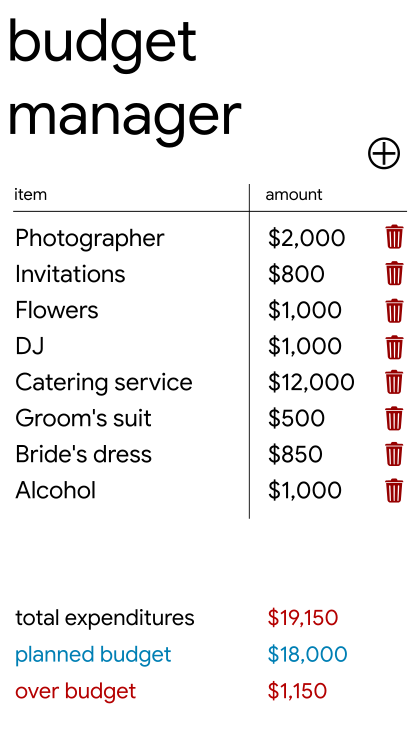 budget
manager
item amount
Photographer $2,000
Invitations $800
Flowers $1,000
DJ $1,000
Catering service $12,000
Groom's suit $500
Bride's dress $850
Alcohol $1,000
total expenditures $19,150
planned budget $18,000
over budget $1,150